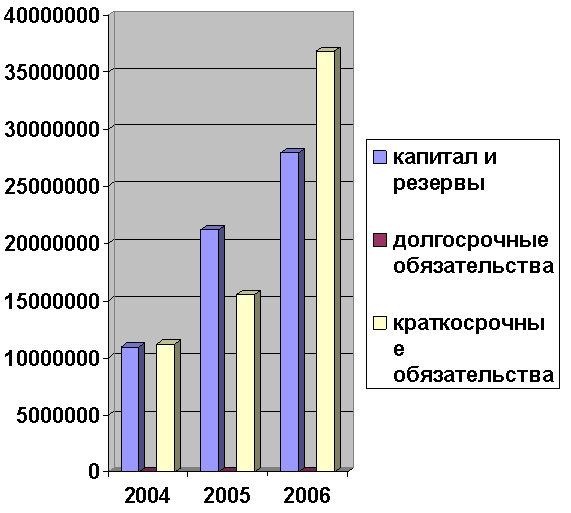 40000000
35000000
30000000
25000000
20000000
15000000
10000000
5000000
0
2004 2005 2006
капитал и
резервы
долгосрочные
обязательства
краткосрочны
е
обязательства